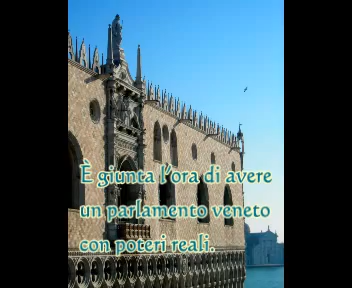 È giunta l'ora di avere
un parlamento veneto
con poteri reali.